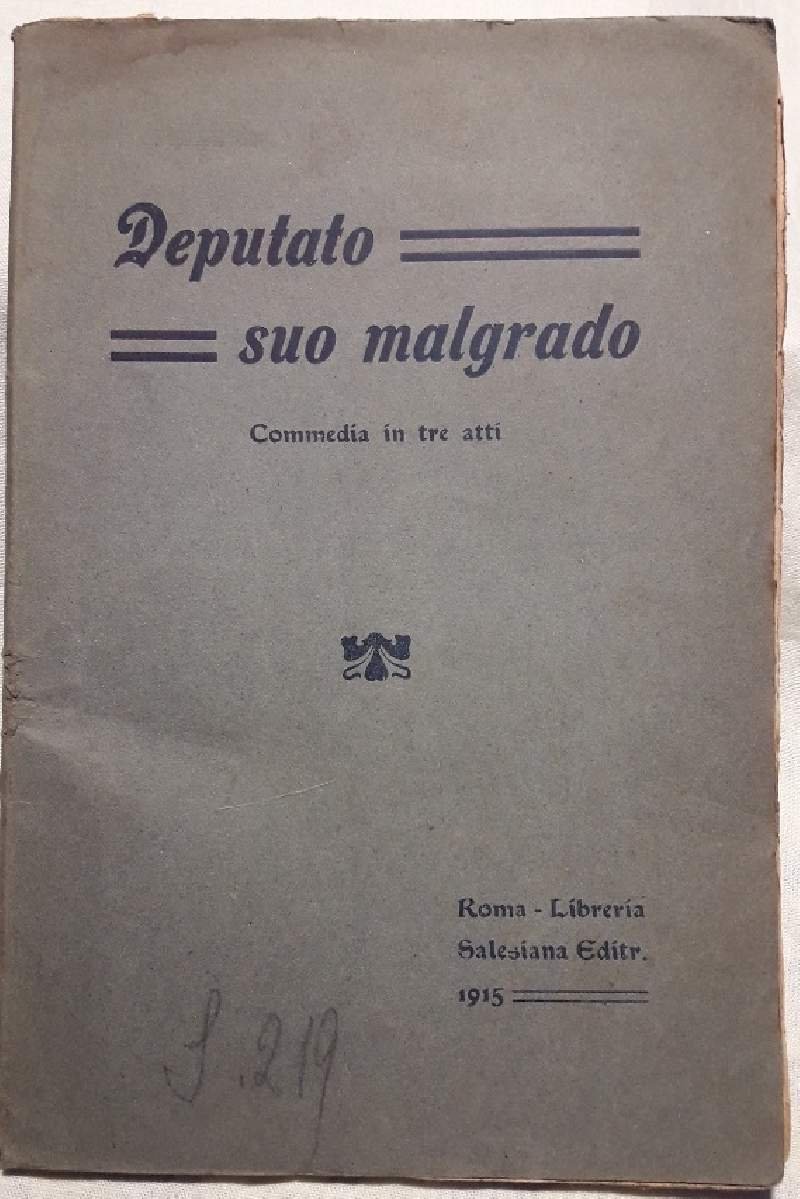 Deputato
suo malgrado
Commedia in tre atti
Roma - Libreria
Salesiana Editr.
1915
S. 219